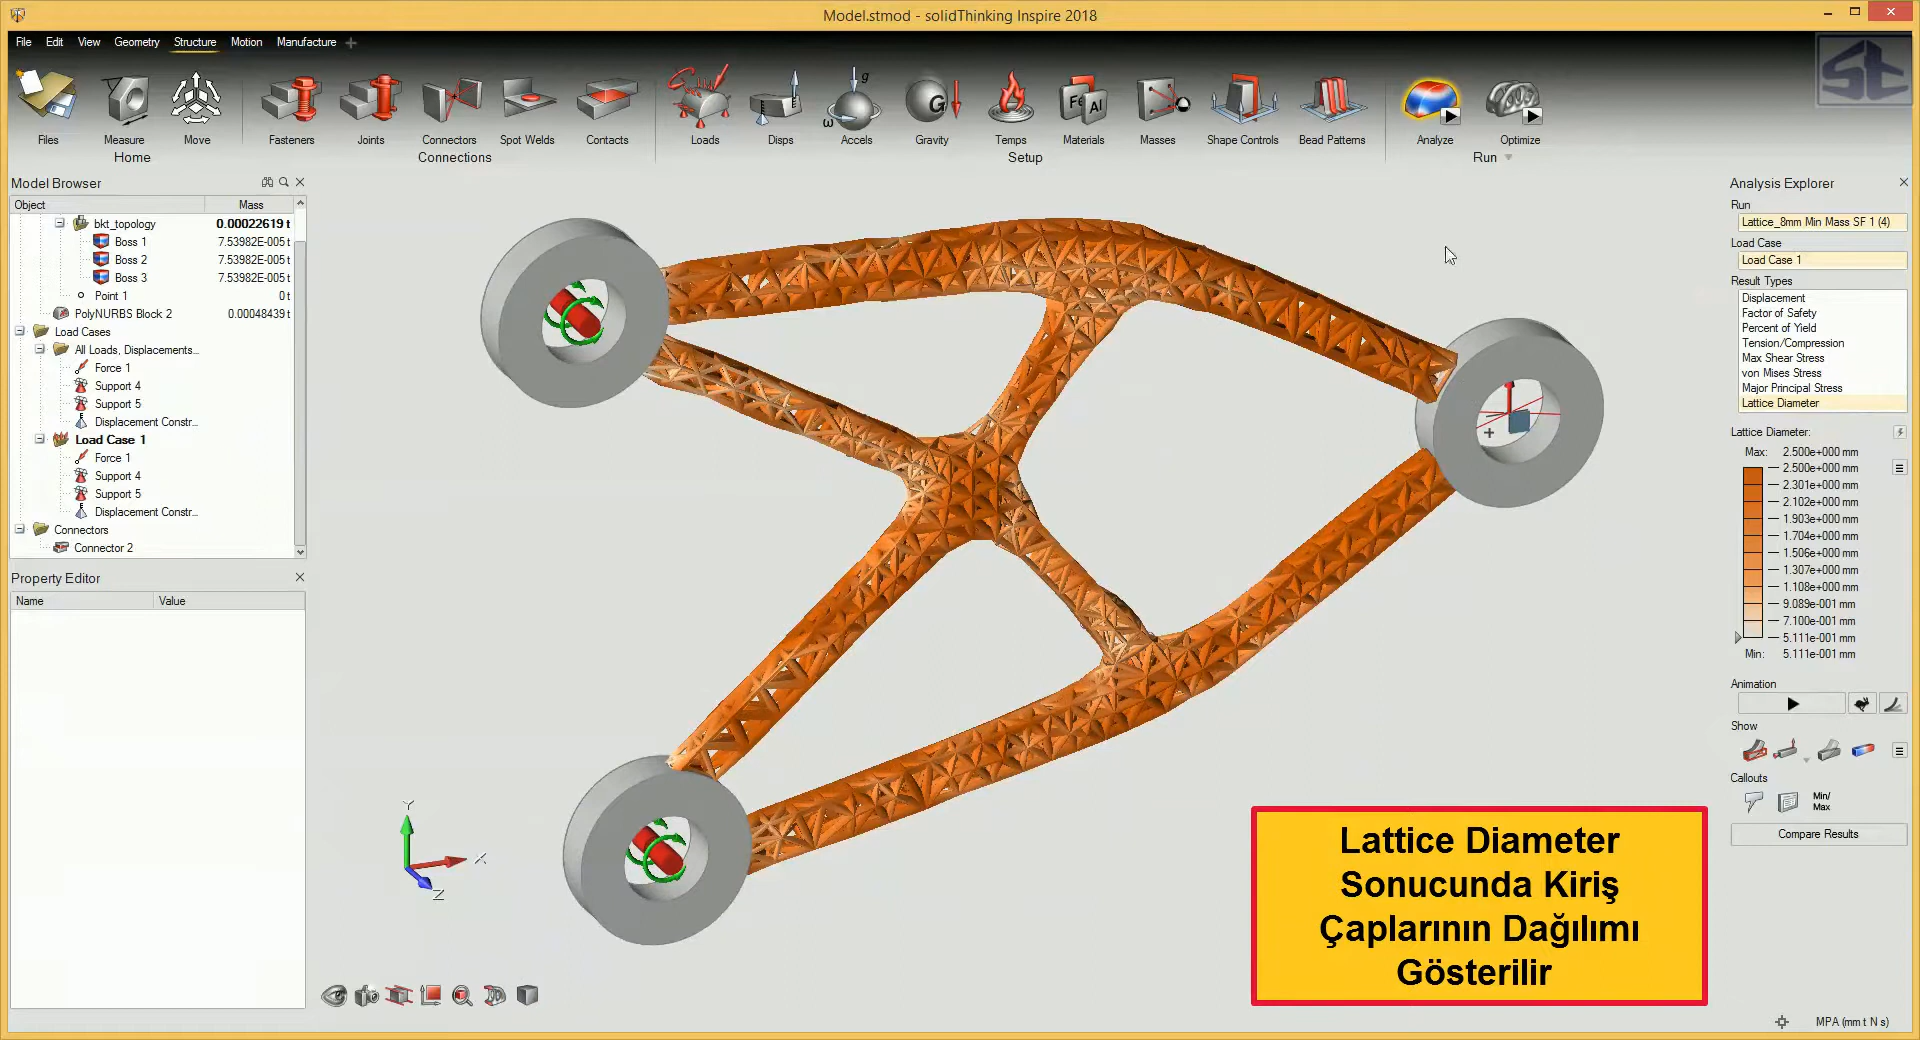 Model.stmod - solidThinking Inspire 2018
File Edit View Geometry Structure Motion Manufacture
Files Measure Move Fasteners Joints Connectors Spot Welds Contacts Loads Disps Accels Gravity Temps Materials Masses Shape Controls Bead Patterns Analyze Optimize
Home Connections Setup Run
Model Browser
Object Mass
bkt_topology 0.00022619 t
Boss 1 7.53982E-005 t
Boss 2 7.53982E-005 t
Boss 3 7.53982E-005 t
Point 1 0 t
PolyNURBS Block 2 0.00048439 t
Load Cases
All Loads, Displacements...
Force 1
Support 4
Support 5
Displacement Constr...
Load Case 1
Force 1
Support 4
Support 5
Displacement Constr...
Connectors
Connector 2
Property Editor
Name Value
Y
X
Z
Analysis Explorer
Run
Lattice_8mm Min Mass SF 1 (4)
Load Case
Load Case 1
Result Types
Displacement
Factor of Safety
Percent of Yield
Tension/Compression
Max Shear Stress
von Mises Stress
Major Principal Stress
Lattice Diameter
Lattice Diameter:
Max: 2.500e+000 mm
2.500e+000 mm
2.301e+000 mm
2.102e+000 mm
1.903e+000 mm
1.704e+000 mm
1.506e+000 mm
1.307e+000 mm
1.108e+000 mm
9.089e-001 mm
7.100e-001 mm
5.111e-001 mm
Min: 5.111e-001 mm
Animation
Show
Callouts
Min/
Max
Compare Results
Lattice Diameter
Sonucunda Kiriş
Çaplarının Dağılımı
Gösterilir
MPA (mm t N s)